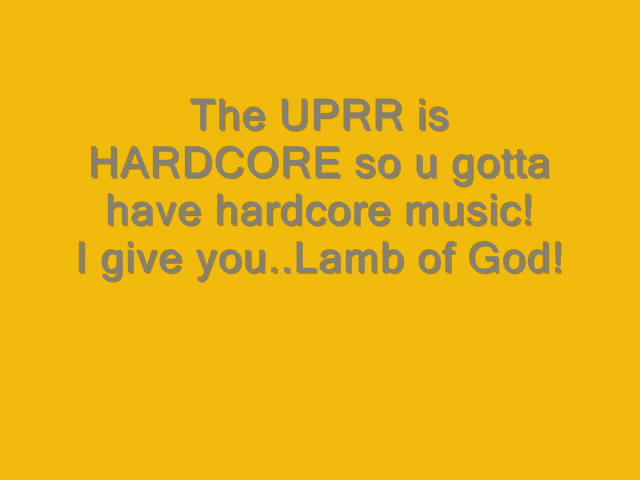 The UPRR is
HARDCORE so u gotta
have hardcore music!
I give you..Lamb of God!